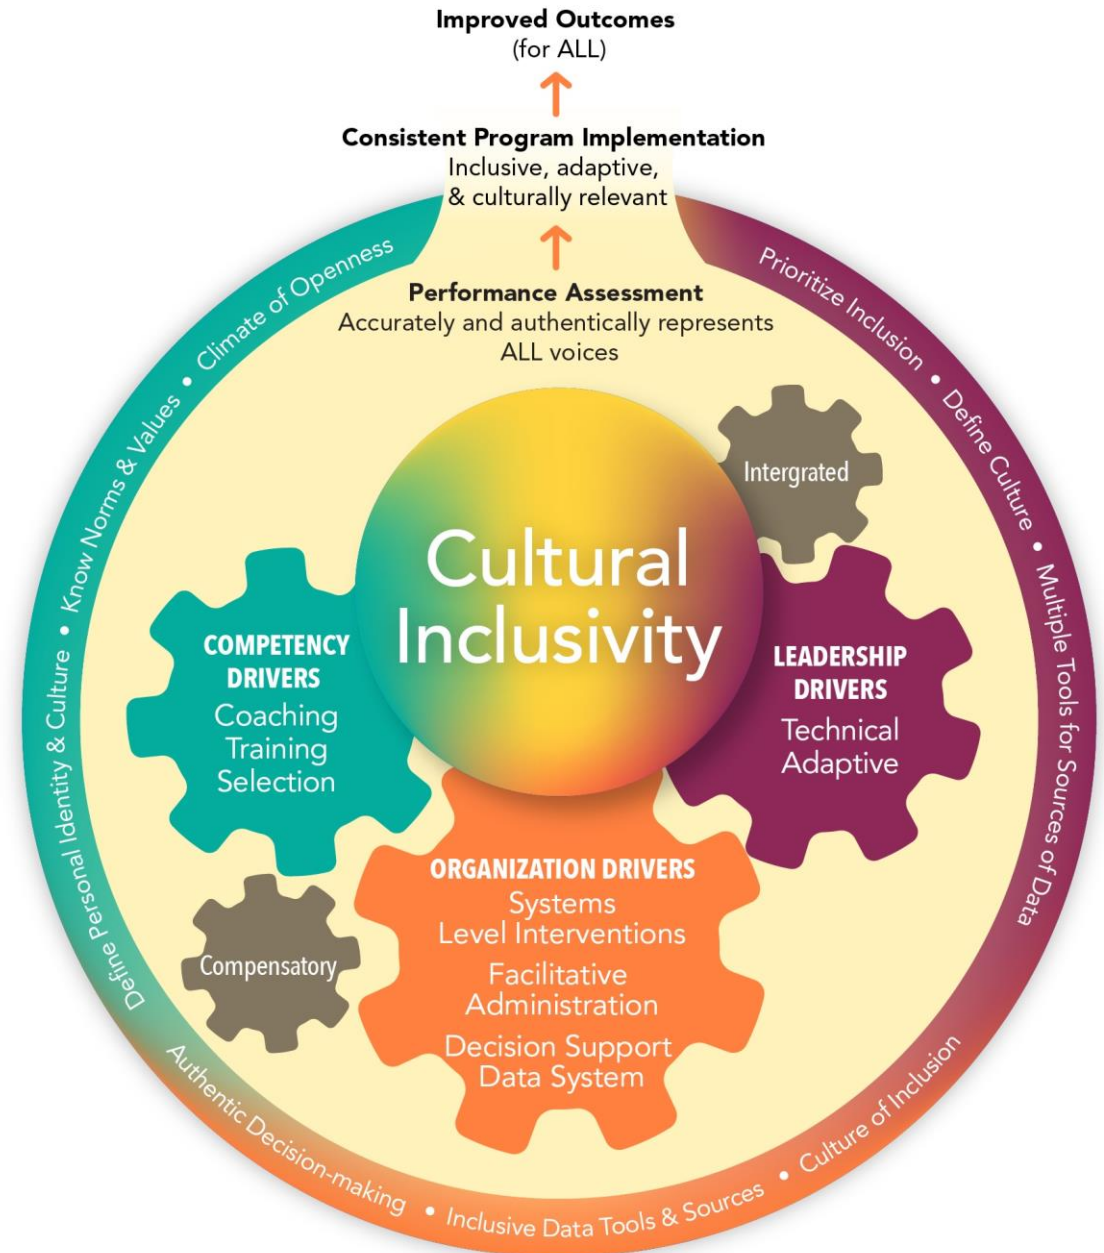 Improved Outcomes
(for ALL)
Consistent Program Implementation
Inclusive, adaptive,
& culturally relevant
Performance Assessment
Accurately and authentically represents
ALL voices
Cultural
Inclusivity
Intergrated
COMPETENCY
DRIVERS
Coaching
Training
Selection
LEADERSHIP
DRIVERS
Technical
Adaptive
ORGANIZATION DRIVERS
Systems
Level Interventions
Facilitative
Administration
Decision Support
Data System
Compensatory
Define Personal Identity & Culture • Know Norms & Values • Climate of Openness
Prioritize Inclusion • Define Culture • Multiple Tools for Sources of Data
Authentic Decision-making • Inclusive Data Tools & Sources • Culture of Inclusion